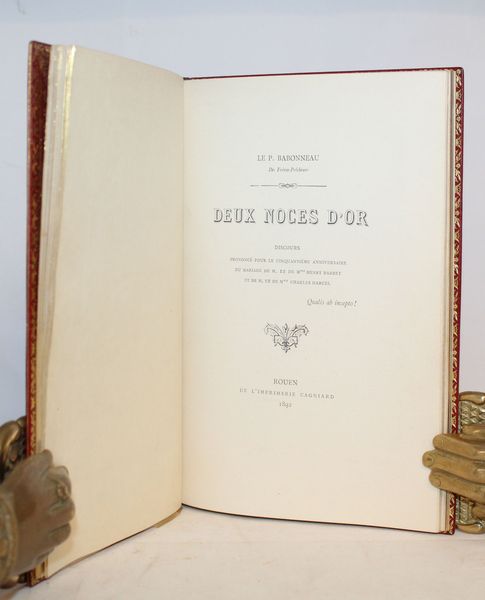 LE P. BABONNEAU
Des Frères Prêcheurs
DEUX NOCES D'OR
DISCOURS
PRONONCÉ POUR LE CINQUANTIÈME ANNIVERSAIRE
DU MARIAGE DE M. ET DE Mme HENRY BARBET
ET DE M. ET DE Mme CHARLES MARCEL
Qualis ab incepto!
ROUEN
DE L'IMPRIMERIE CAGNIARD
1892